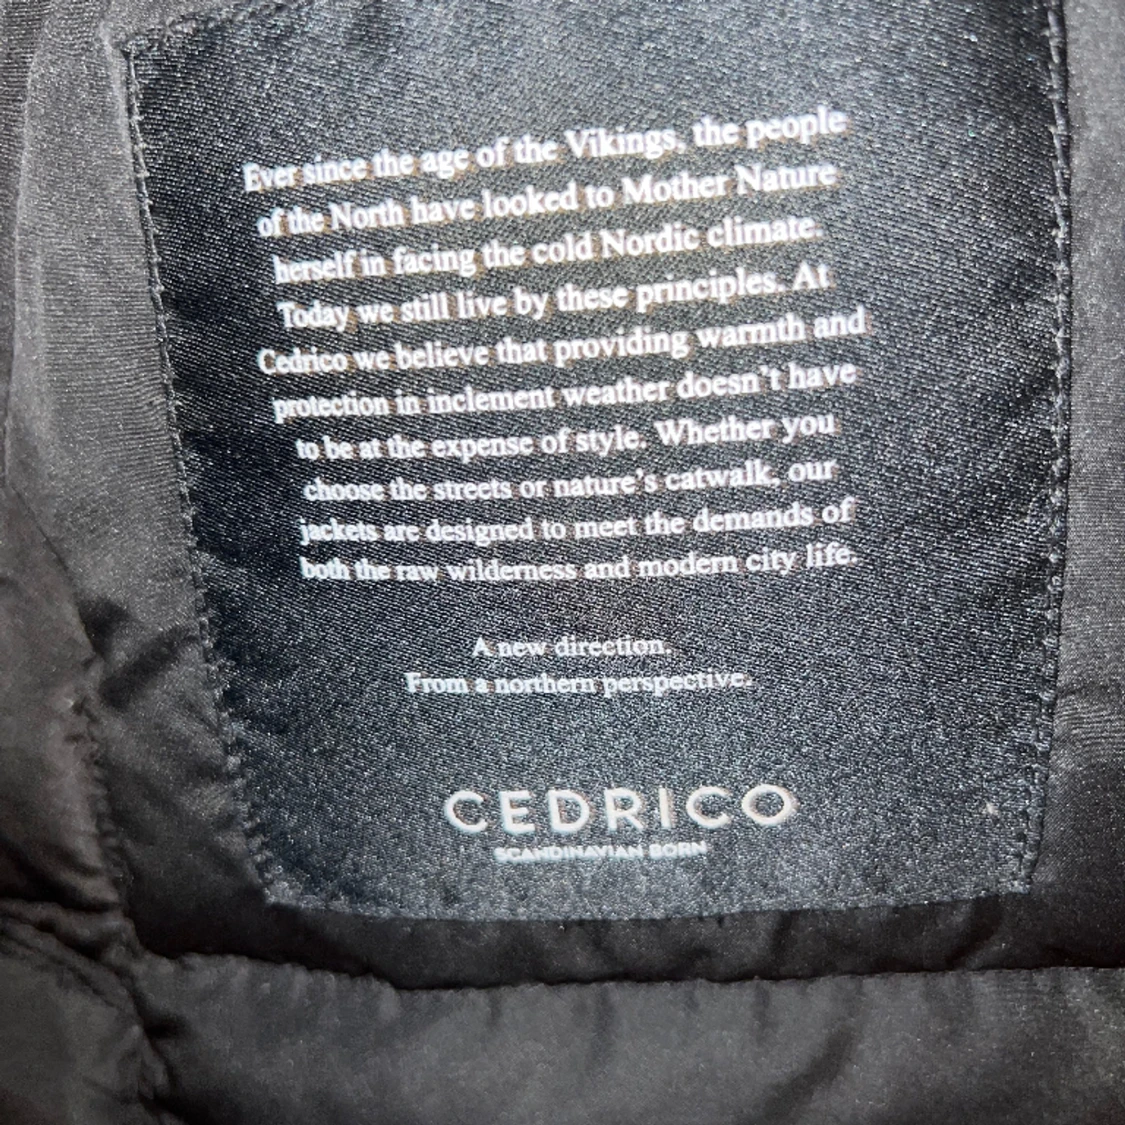 Ever since the age of the Vikings, the people
of the North have looked to Mother Nature
herself in facing the cold Nordic climate.
Today we still live by these principles. At
Cedrico we believe that providing warmth and
protection in inclement weather doesn't have
to be at the expense of style. Whether you
choose the streets or nature's catwalk, our
jackets are designed to meet the demands of
both the raw wilderness and modern city life.
A new direction.
From a northern perspective.
CEDRICO
SCANDINAVIAN BORN